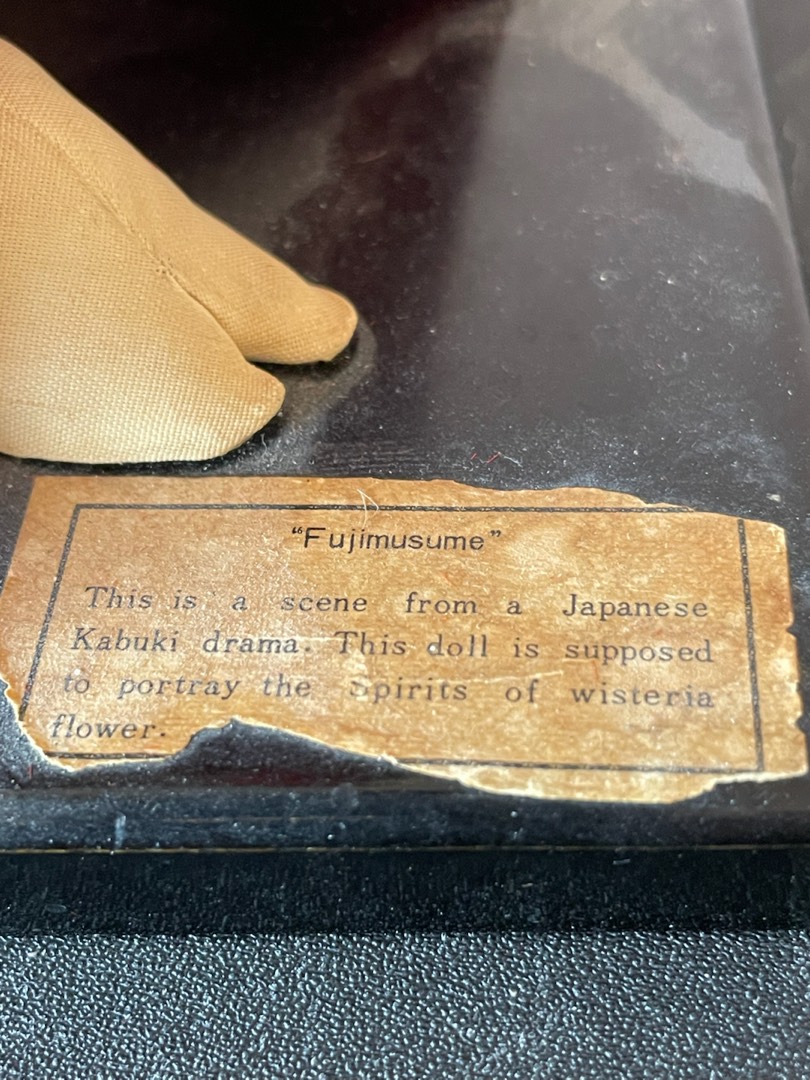 “Fujimusume”
This is a scene from a Japanese
Kabuki drama. This doll is supposed
to portray the Spirits of wisteria
flower.